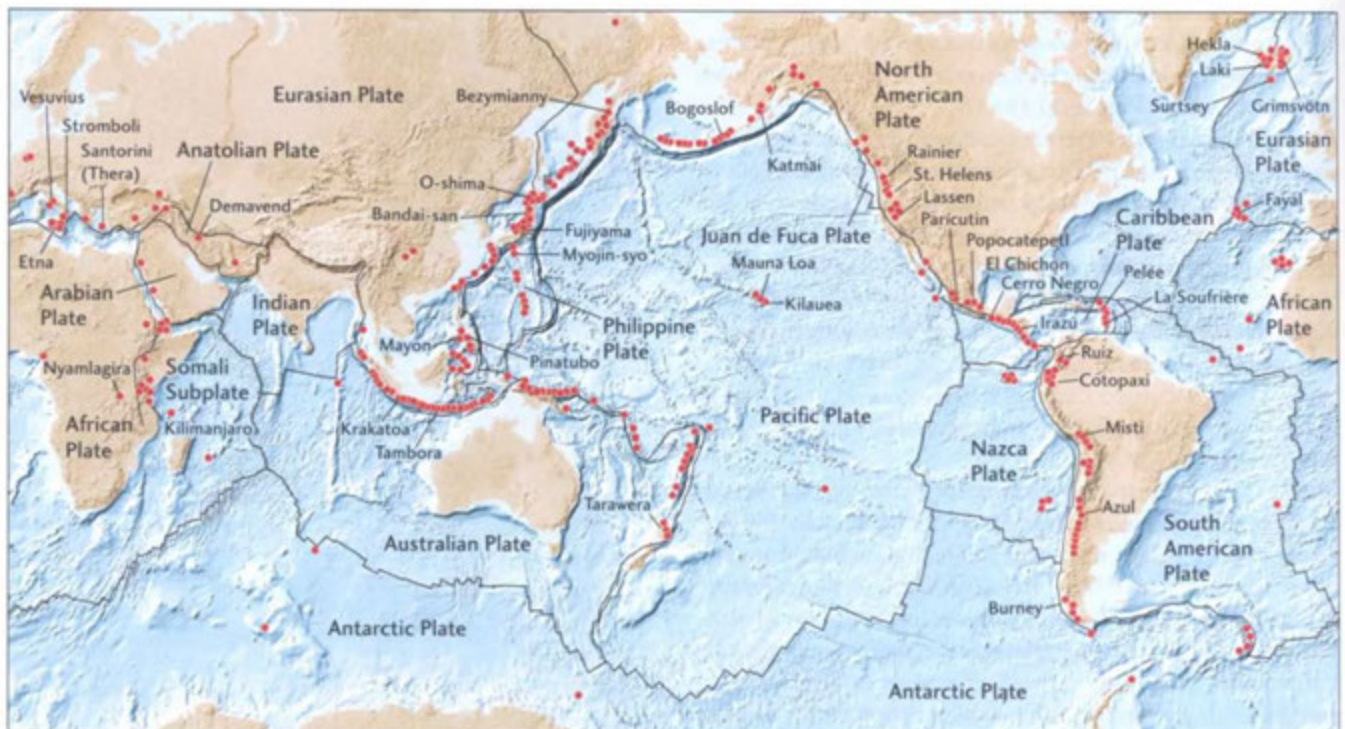 Vesuvius
Stromboli
Santorini
(Thera)
Eurasian Plate
Anatolian Plate
Demavend
Etna
Arabian
Plate
Indian
Plate
Nyamlagira
Somali
Subplate
African
Plate
Kilimanjaro
Bezymianny
O-shima
Bandai-san
Fujiyama
Myojin-syo
Mayon
Pinatubo
Philippine
Plate
Krakatoa
Tambora
Tarawera
Australian Plate
Antarctic Plate
Bogoslof
Katmai
North
American
Plate
Rainier
St. Helens
Lassen
Paricutin
Juan de Fuca Plate
Mauna Loa
Kilauea
Popocatepetl
El Chichon
Cerro Negro
Caribbean
Plate
Pelée
La Soufrière
Irazu
Ruiz
Cotopaxi
Pacific Plate
Nazca
Plate
Misti
Azul
South
American
Plate
Burney
Antarctic Plate
Hekla
Laki
Surtsey
Grimsvotn
Eurasian
Plate
Fayal
African
Plate